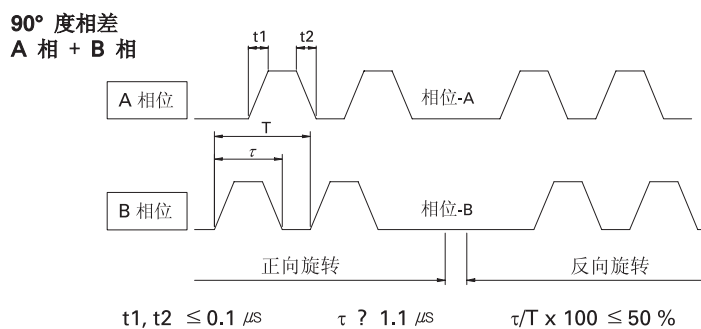 90° 度相差
A 相 + B 相
t1 t2
A 相位
相位-A
T
τ
B 相位
相位-B
正向旋转 反向旋转
t1, t2 ≤ 0.1 μs τ ? 1.1 μs τ/T x 100 ≤ 50 %